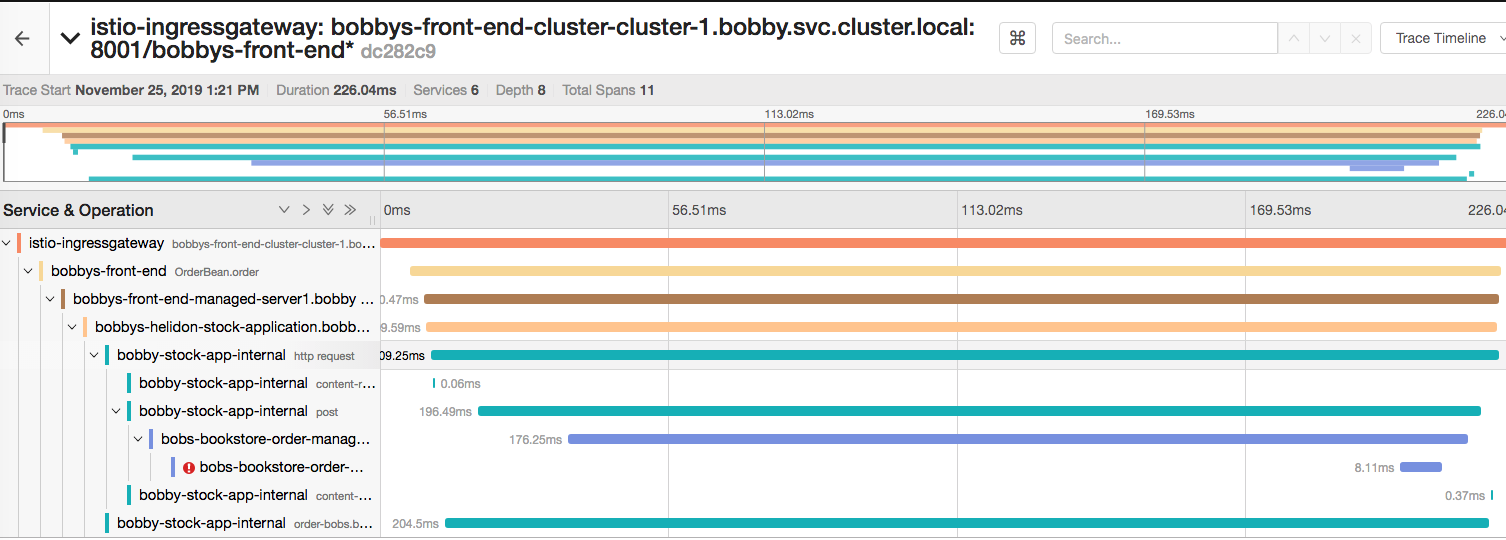 istio-ingressgateway: bobbys-front-end-cluster-cluster-1.bobby.svc.cluster.local:
8001/bobbys-front-end* dc282c9
⌘ Search... Trace Timeline
Trace Start November 25, 2019 1:21 PM Duration 226.04ms Services 6 Depth 8 Total Spans 11
0ms 56.51ms 113.02ms 169.53ms 226.0
Service & Operation 0ms 56.51ms 113.02ms 169.53ms 226.0
istio-ingressgateway bobbys-front-end-cluster-cluster-1.bo...
bobbys-front-end OrderBean.order
bobbys-front-end-managed-server1.bobby ... 0.47ms
bobbys-helidon-stock-application.bobb... 9.59ms
bobby-stock-app-internal http request 09.25ms
bobby-stock-app-internal content-r... 0.06ms
bobby-stock-app-internal post 196.49ms
bobs-bookstore-order-manag... 176.25ms
bobs-bookstore-order-... 8.11ms
bobby-stock-app-internal content-... 0.37ms
bobby-stock-app-internal order-bobs.b... 204.5ms